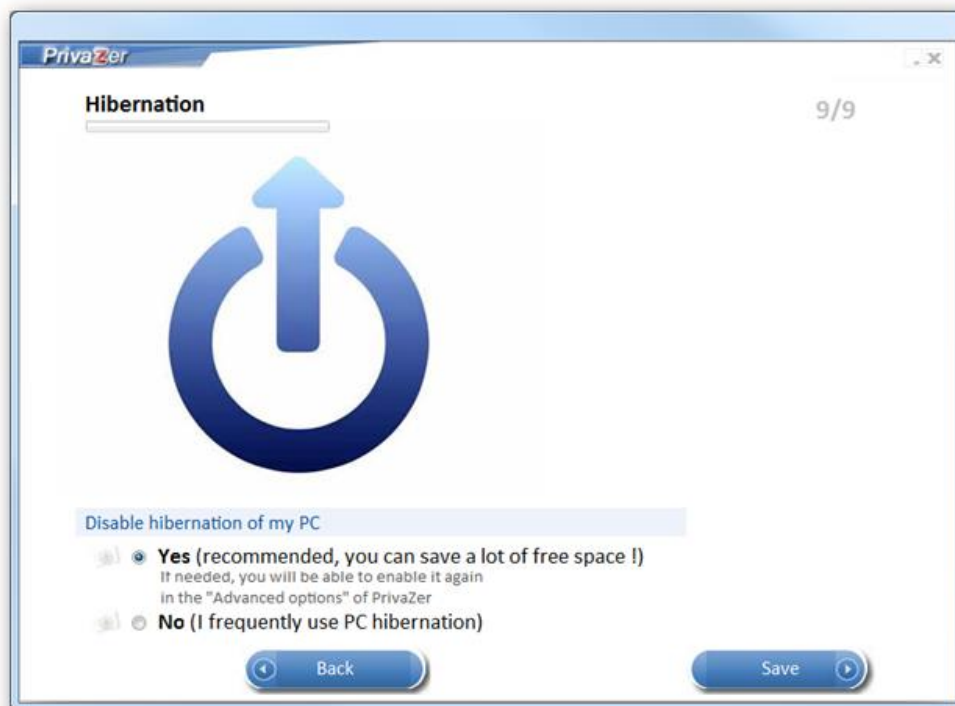 PrivaZer
Hibernation
9/9
Disable hibernation of my PC
Yes (recommended, you can save a lot of free space !)
If needed, you will be able to enable it again
in the "Advanced options" of PrivaZer
No (I frequently use PC hibernation)
Back
Save